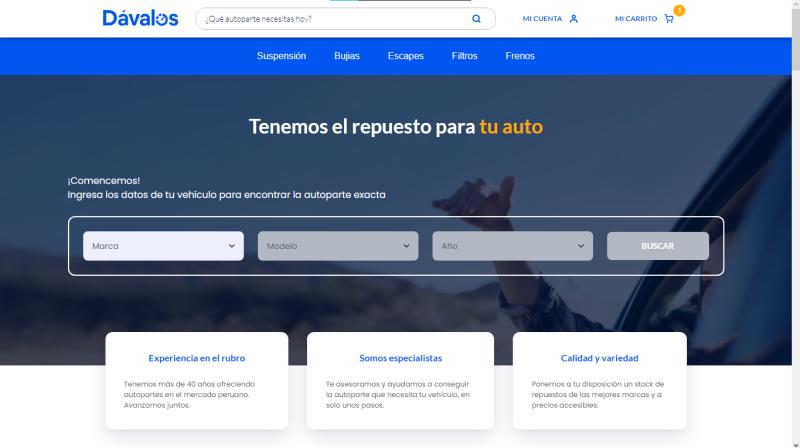 Dávalos
¿Qué autoparte necesitas hoy?
MI CUENTA
MI CARRITO
1
Suspensión
Bujias
Escapes
Filtros
Frenos
Tenemos el repuesto para tu auto
¡Comencemos!
Ingresa los datos de tu vehículo para encontrar la autoparte exacta
Marca
Modelo
Año
BUSCAR
Experiencia en el rubro
Tenemos más de 40 años ofreciendo
autopartes en el mercado peruano.
Avanzamos juntos.
Somos especialistas
Te asesoramos y ayudamos a conseguir
la autoparte que necesita tu vehículo, en
solo unos pasos.
Calidad y variedad
Ponemos a tu disposición un stock de
repuestos de las mejores marcas y a
precios accesibles.